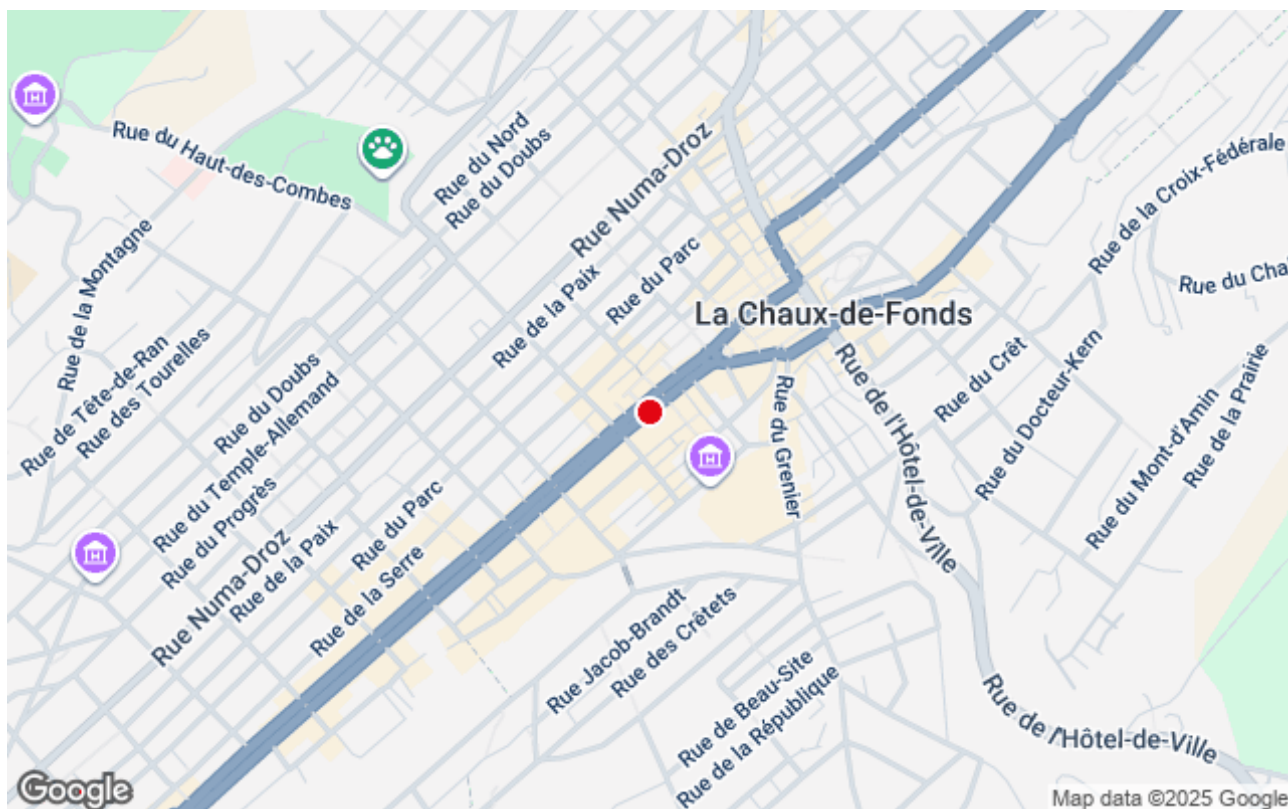 Rue du Nord
Rue du Doubs
Rue du Haut-des-Combes
Rue Numa-Droz
Rue de la Croix-Fédérale
Rue de la Montagne
Rue du Parc
Rue de la Paix
Rue du Cha
La Chaux-de-Fonds
Rue de Tête-de-Ran
Rue des Tourelles
Rue du Doubs
Rue du Temple-Allemand
Rue du Progrès
Rue du Crêt
Rue du Docteur-Kern
Rue de l'Hôtel-de-Ville
Rue du Grenier
Rue du Mont-d'Amin
Rue de la Prairie
Rue Numa-Droz
Rue de la Paix
Rue du Parc
Rue de la Serre
Rue Jacob-Brandt
Rue des Crêtets
Rue de Beau-Site
Rue de la République
Rue de l'Hôtel-de-Ville
H
H
H
Google
Map data ©2025 Google